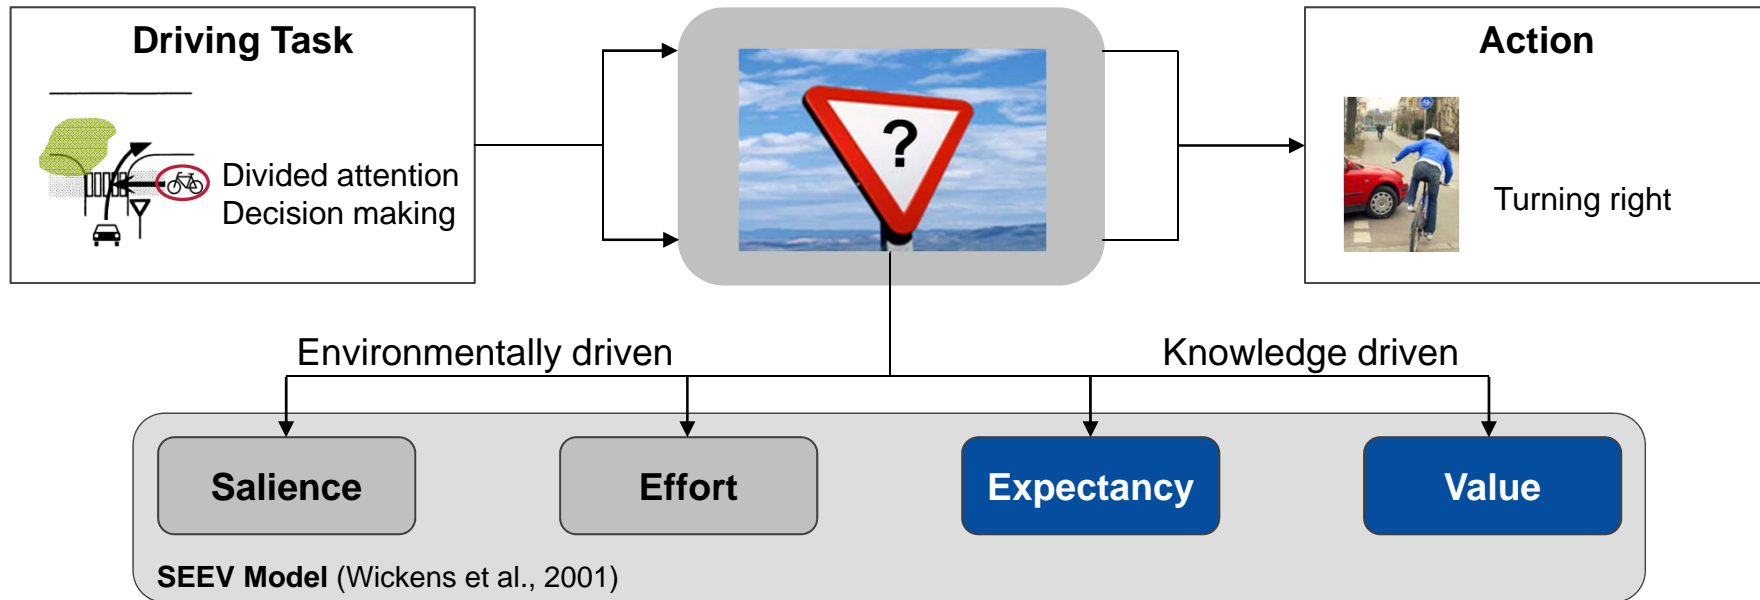 Driving Task
Divided attention
Decision making
?
Action
Turning right
Environmentally driven
Knowledge driven
Salience
Effort
Expectancy
Value
SEEV Model (Wickens et al., 2001)